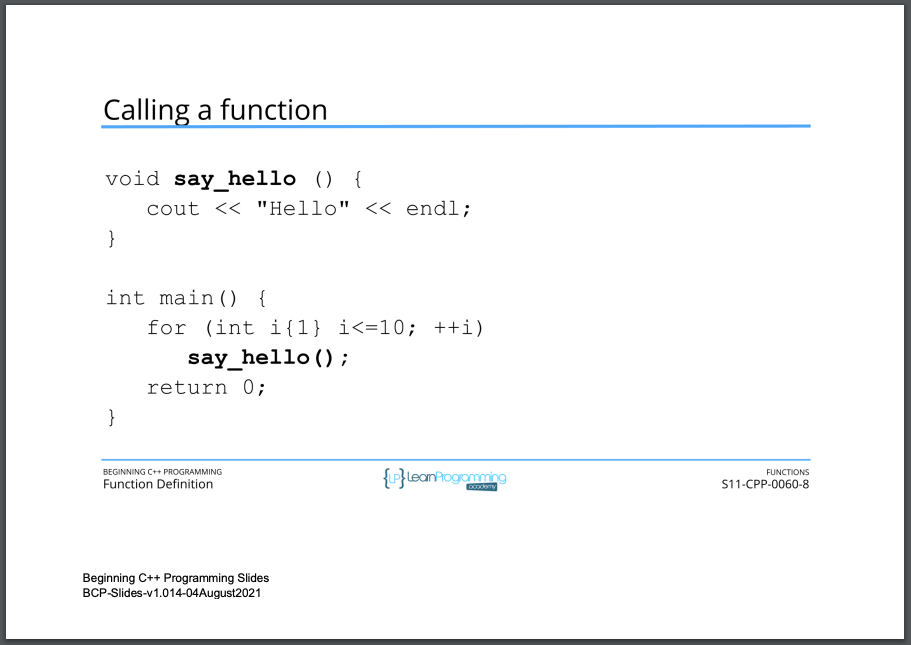 Calling a function
void say_hello () {
cout << "Hello" << endl;
}
int main() {
for (int i{1} i<=10; ++i)
say_hello();
return 0;
}
BEGINNING C++ PROGRAMMING
Function Definition
{LP} LearnProgramming
academy
FUNCTIONS
S11-CPP-0060-8
Beginning C++ Programming Slides
BCP-Slides-v1.014-04August2021